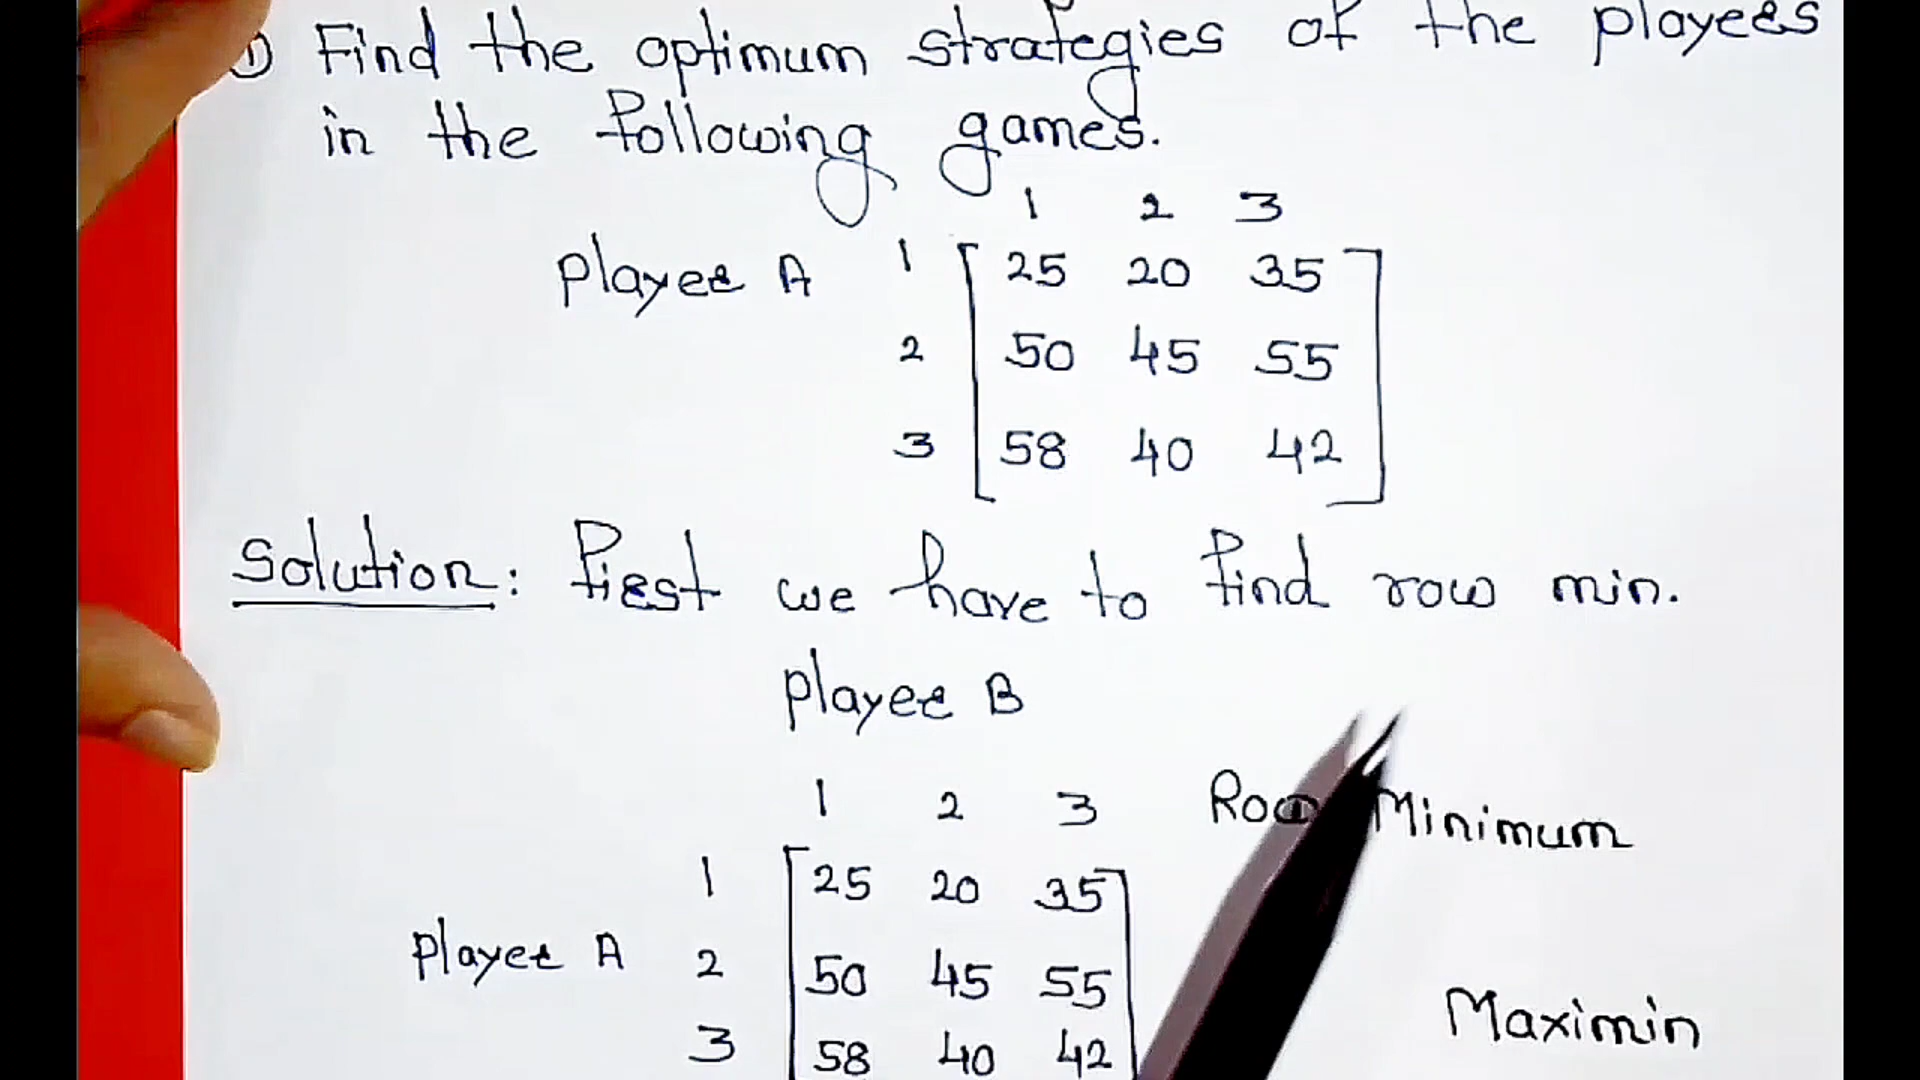 1) Find the optimum strategies of the players
in the following games.
1 2 3
Player A 1 25 20 35
2 50 45 55
3 58 40 42
Solution: First we have to find row min.
Player B
1 2 3 Row Minimum
1 25 20 35
Player A 2 50 45 55
Maximin
3 58 40 42